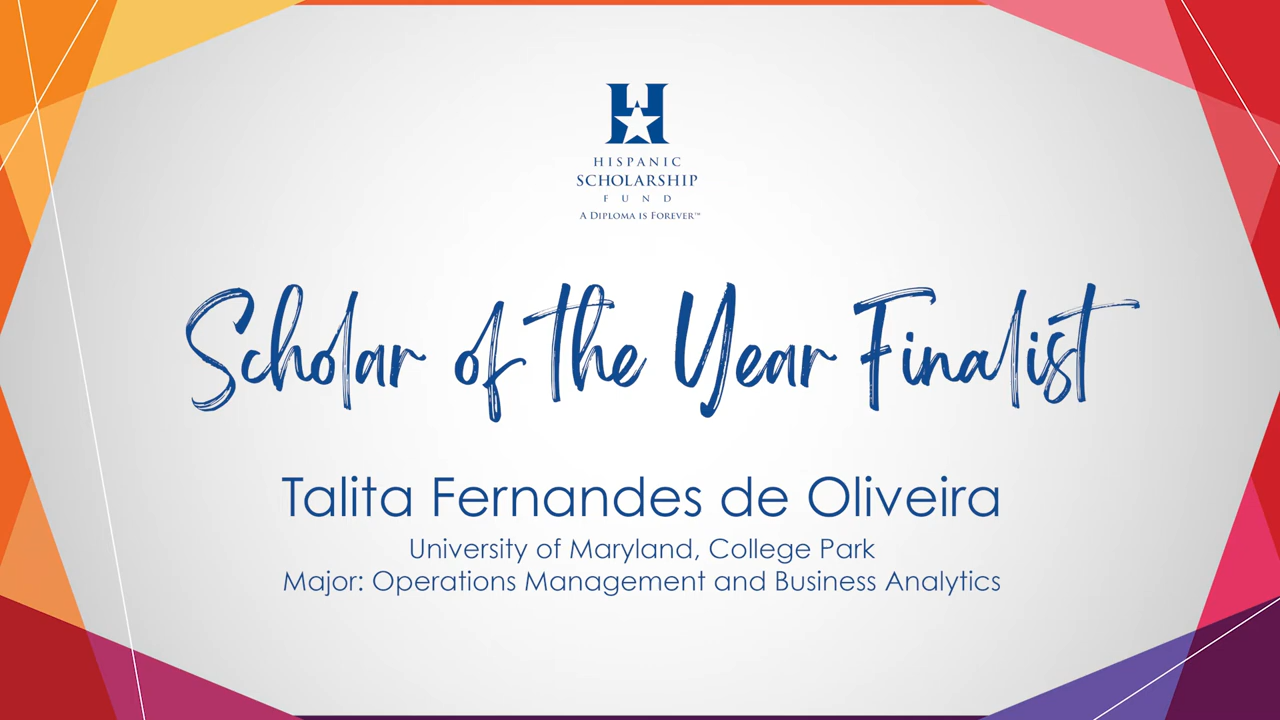 HISPANIC
SCHOLARSHIP
FUND
A DIPLOMA IS FOREVER™
Scholar of the Year Finalist
Talita Fernandes de Oliveira
University of Maryland, College Park
Major: Operations Management and Business Analytics